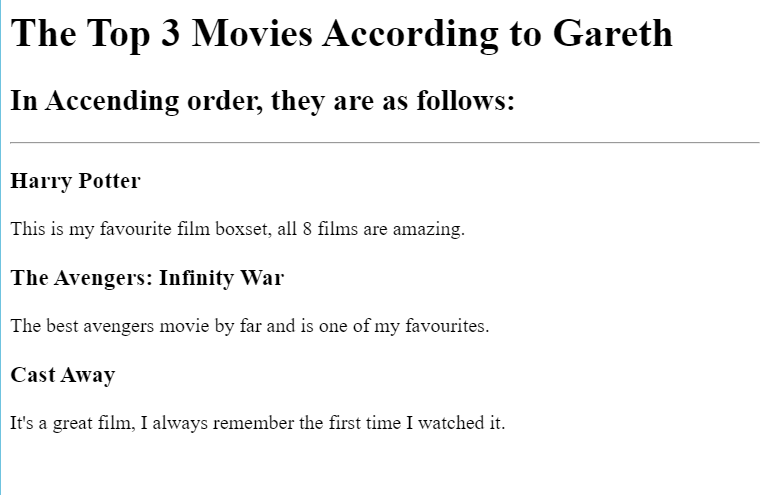 The Top 3 Movies According to Gareth
In Accending order, they are as follows:
Harry Potter
This is my favourite film boxset, all 8 films are amazing.
The Avengers: Infinity War
The best avengers movie by far and is one of my favourites.
Cast Away
It's a great film, I always remember the first time I watched it.